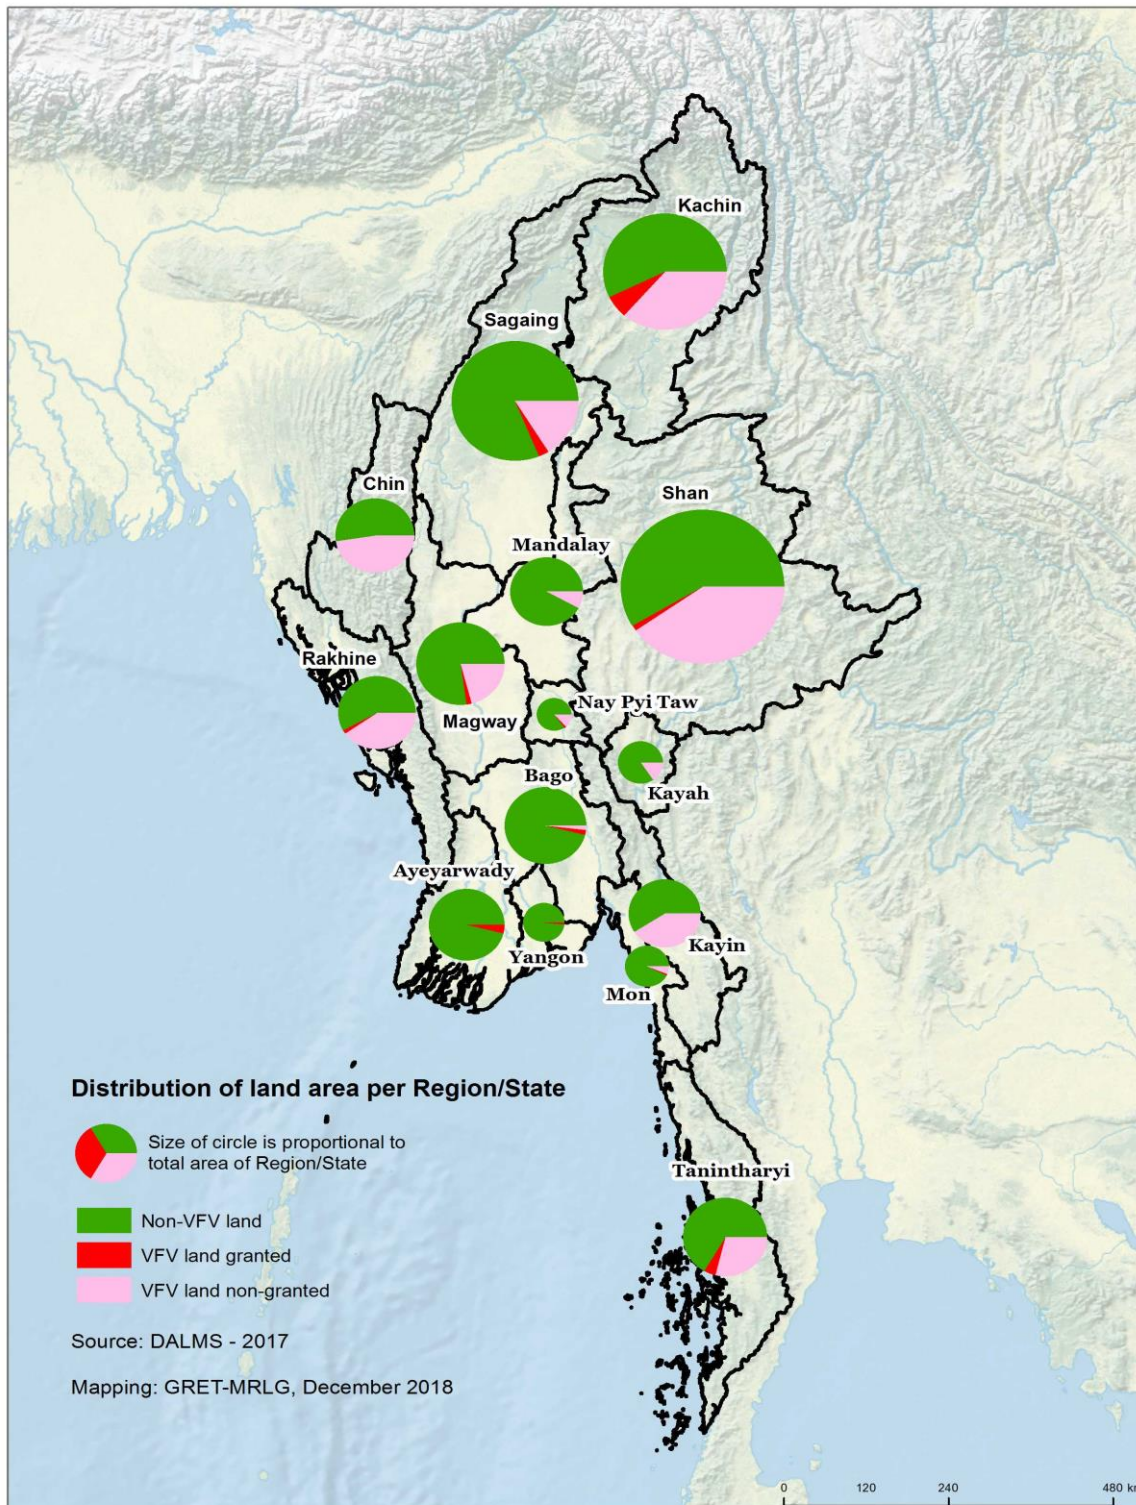 Kachin
Sagaing
Chin
Shan
Mandalay
Rakhine
Magway
Nay Pyi Taw
Bago
Kayah
Ayeyarwady
Yangon
Kayin
Mon
Tanintharyi
Distribution of land area per Region/State
Size of circle is proportional to
total area of Region/State
Non-VFV land
VFV land granted
VFV land non-granted
Source: DALMS - 2017
Mapping: GRET-MRLG, December 2018
0 120 240 480